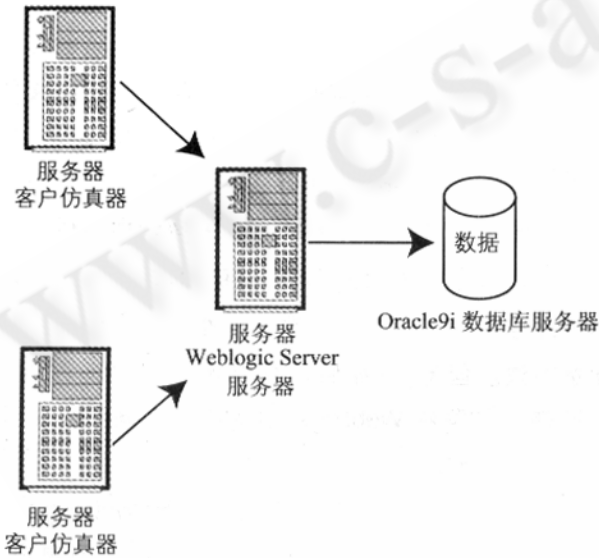 www.c-s-a
服务器
客户仿真器
服务器
Weblogic Server
服务器
数据
Oracle9i 数据库服务器
服务器
客户仿真器